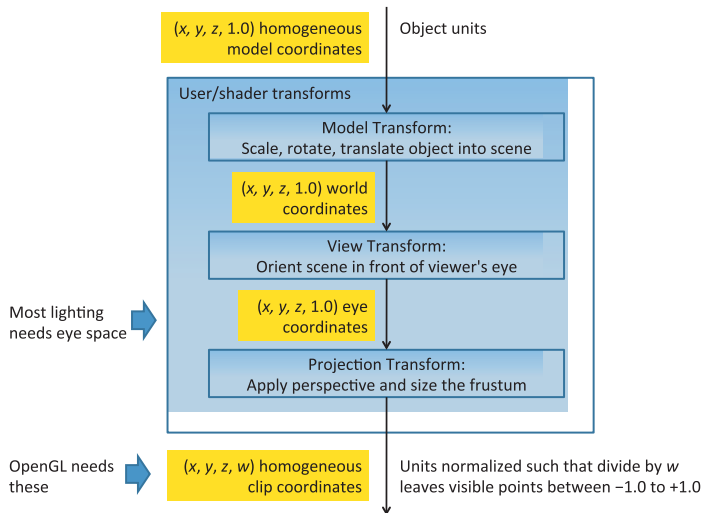 (x, y, z, 1.0) homogeneous
model coordinates
Object units
User/shader transforms
Model Transform:
Scale, rotate, translate object into scene
(x, y, z, 1.0) world
coordinates
View Transform:
Orient scene in front of viewer's eye
Most lighting
needs eye space
(x, y, z, 1.0) eye
coordinates
Projection Transform:
Apply perspective and size the frustum
OpenGL needs
these
(x, y, z, w) homogeneous
clip coordinates
Units normalized such that divide by w
leaves visible points between −1.0 to +1.0